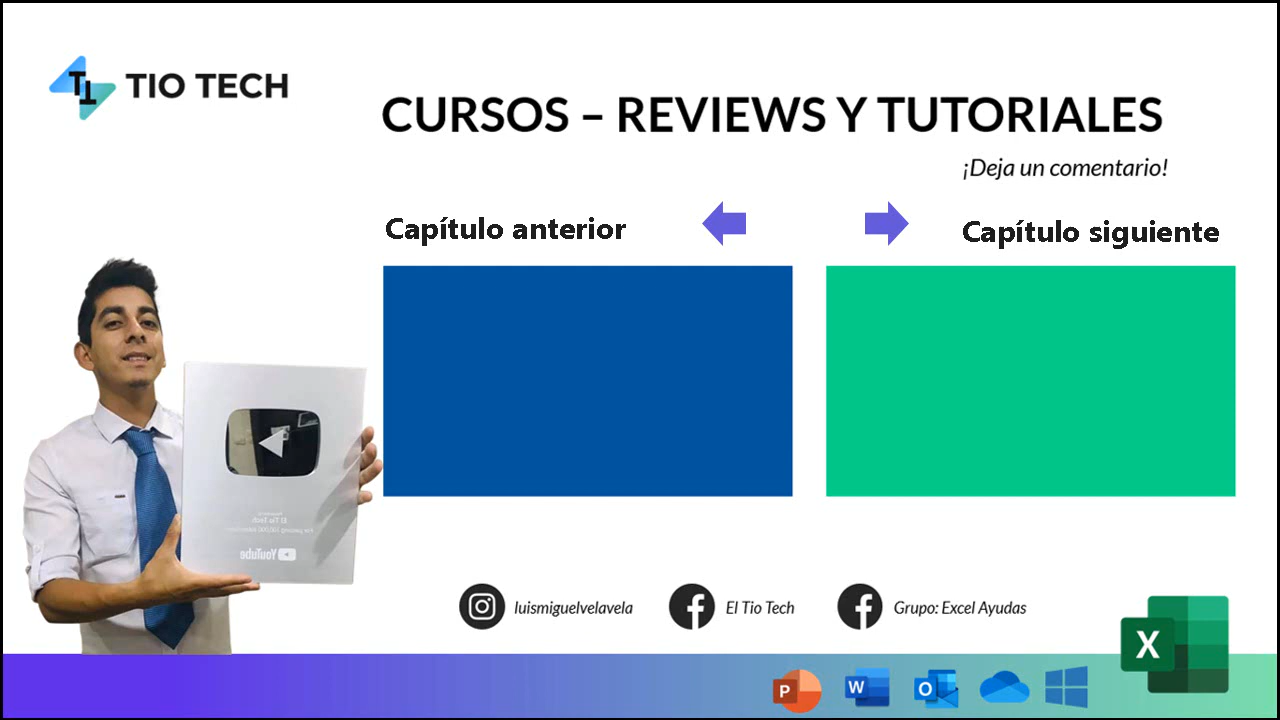 TIO TECH
CURSOS – REVIEWS Y TUTORIALES
¡Deja un comentario!
Capítulo anterior
Capítulo siguiente
El Tio Tech
YouTube
luismiguelvelavela
El Tio Tech
Grupo: Excel Ayudas
P
W
O
X